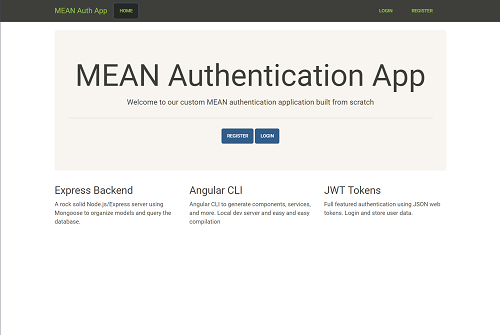 MEAN Auth App HOME LOGIN REGISTER
MEAN Authentication App
Welcome to our custom MEAN authentication application built from scratch
REGISTER LOGIN
Express Backend
A rock solid Node.js/Express server using
Mongoose to organize models and query the
database.
Angular CLI
Angular CLI to generate components, services,
and more. Local dev server and easy and easy
compilation
JWT Tokens
Full featured authentication using JSON web
tokens. Login and store user data.